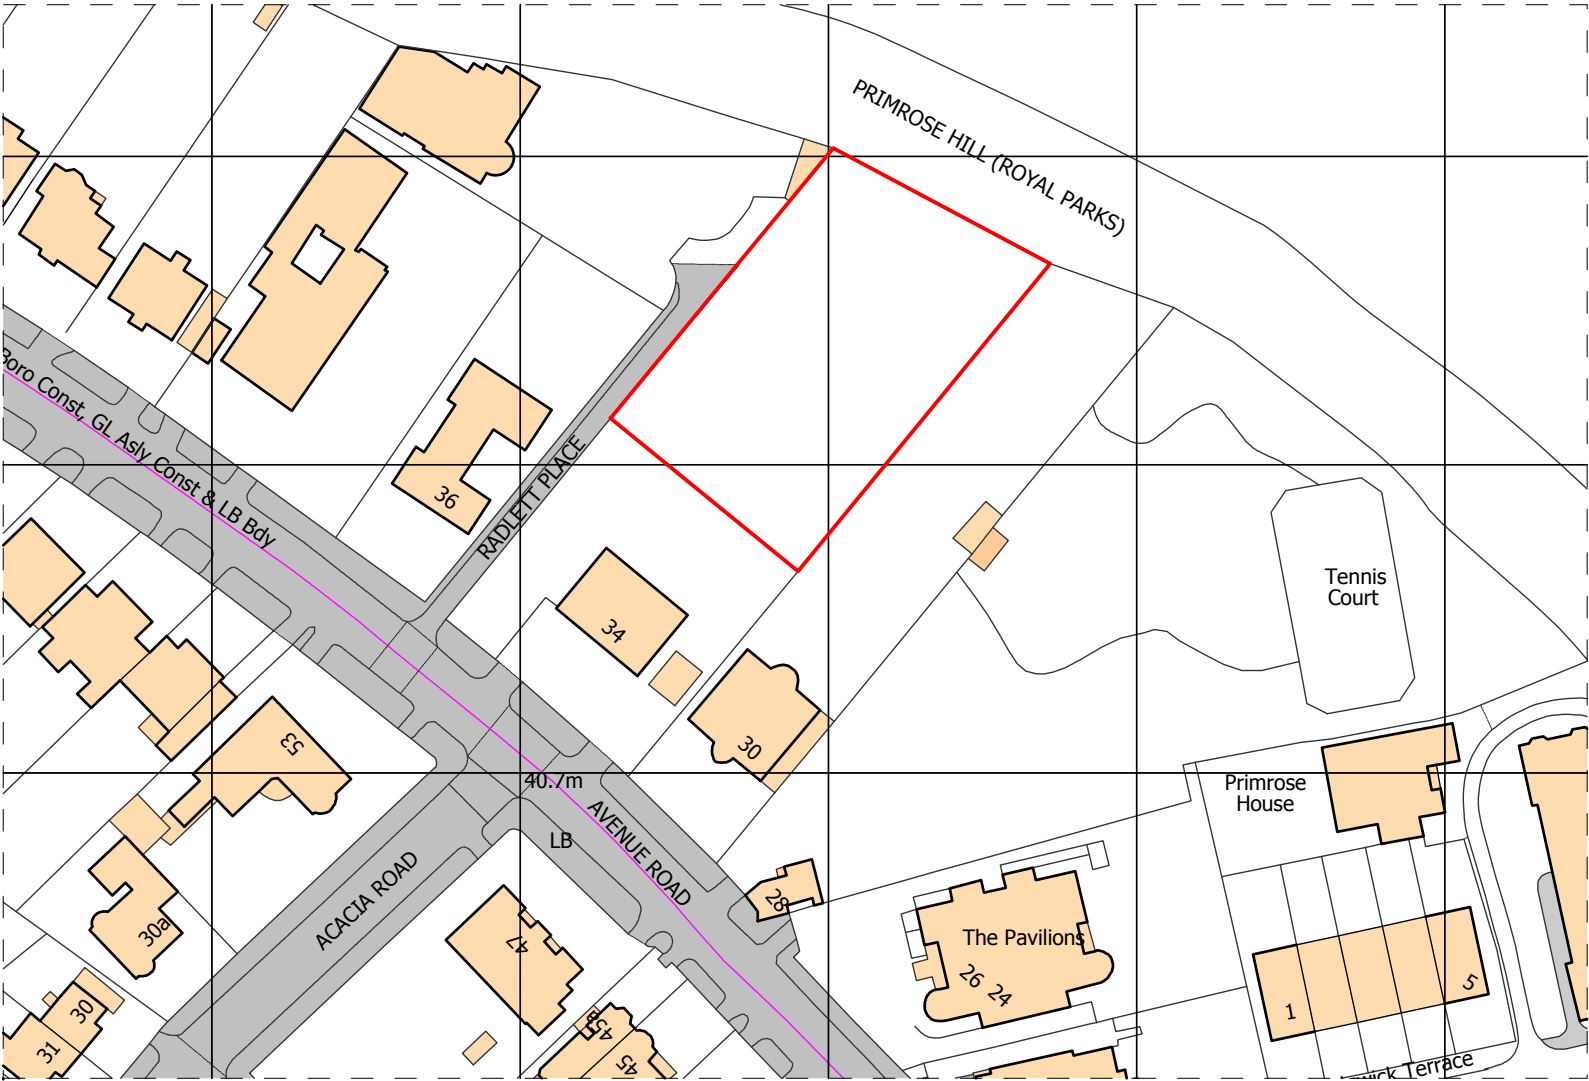 PRIMROSE HILL (ROYAL PARKS)
Boro Const, GL Asly Const & LB Bdy
36
RADLETT PLACE
Tennis
Court
34
30
53
40.7m
LB
AVENUE ROAD
Primrose
House
ACACIA ROAD
28
30a
47
The Pavilions
26
24
5
1
30
31
45a
45
Terrace